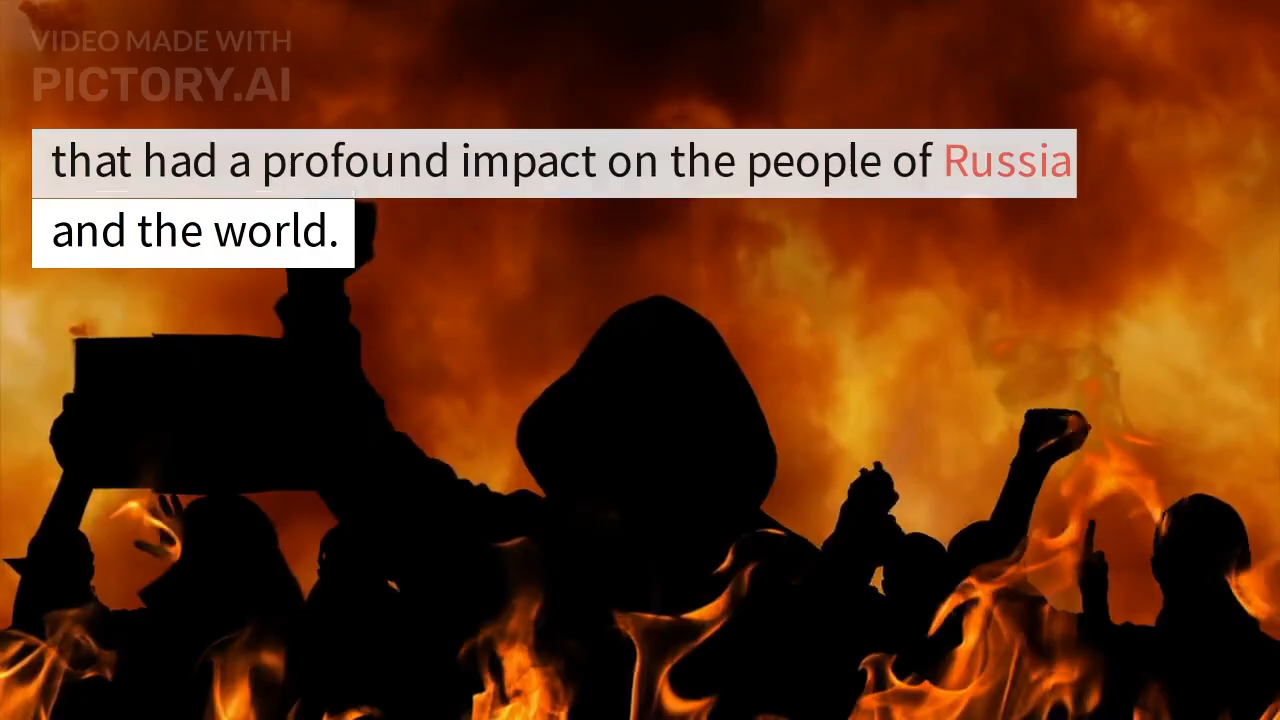 VIDEO MADE WITH
PICTORY.AI
that had a profound impact on the people of Russia
and the world.